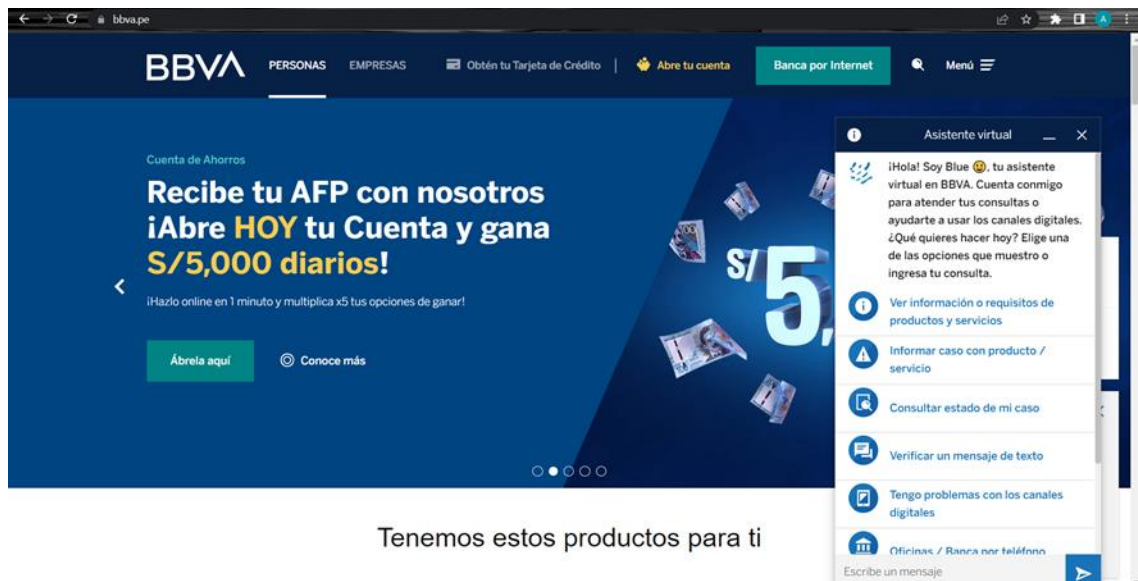 bbva.pe
A
BBVA
PERSONAS
EMPRESAS
Obtén tu Tarjeta de Crédito
Abre tu cuenta
Banca por Internet
Menú
Cuenta de Ahorros
Recibe tu AFP con nosotros
¡Abre HOY tu Cuenta y gana
S/5,000 diarios!
¡Hazlo online en 1 minuto y multiplica x5 tus opciones de ganar!
Ábrela aquí
Conoce más
S/5,
100
Tenemos estos productos para ti
Asistente virtual
¡Hola! Soy Blue 😃, tu asistente
virtual en BBVA. Cuenta conmigo
para atender tus consultas o
ayudarte a usar los canales digitales.
¿Qué quieres hacer hoy? Elige una
de las opciones que muestro o
ingresa tu consulta.
Ver información o requisitos de
productos y servicios
Informar caso con producto /
servicio
Consultar estado de mi caso
Verificar un mensaje de texto
Tengo problemas con los canales
digitales
Oficinas / Banca por teléfono
Escribe un mensaje